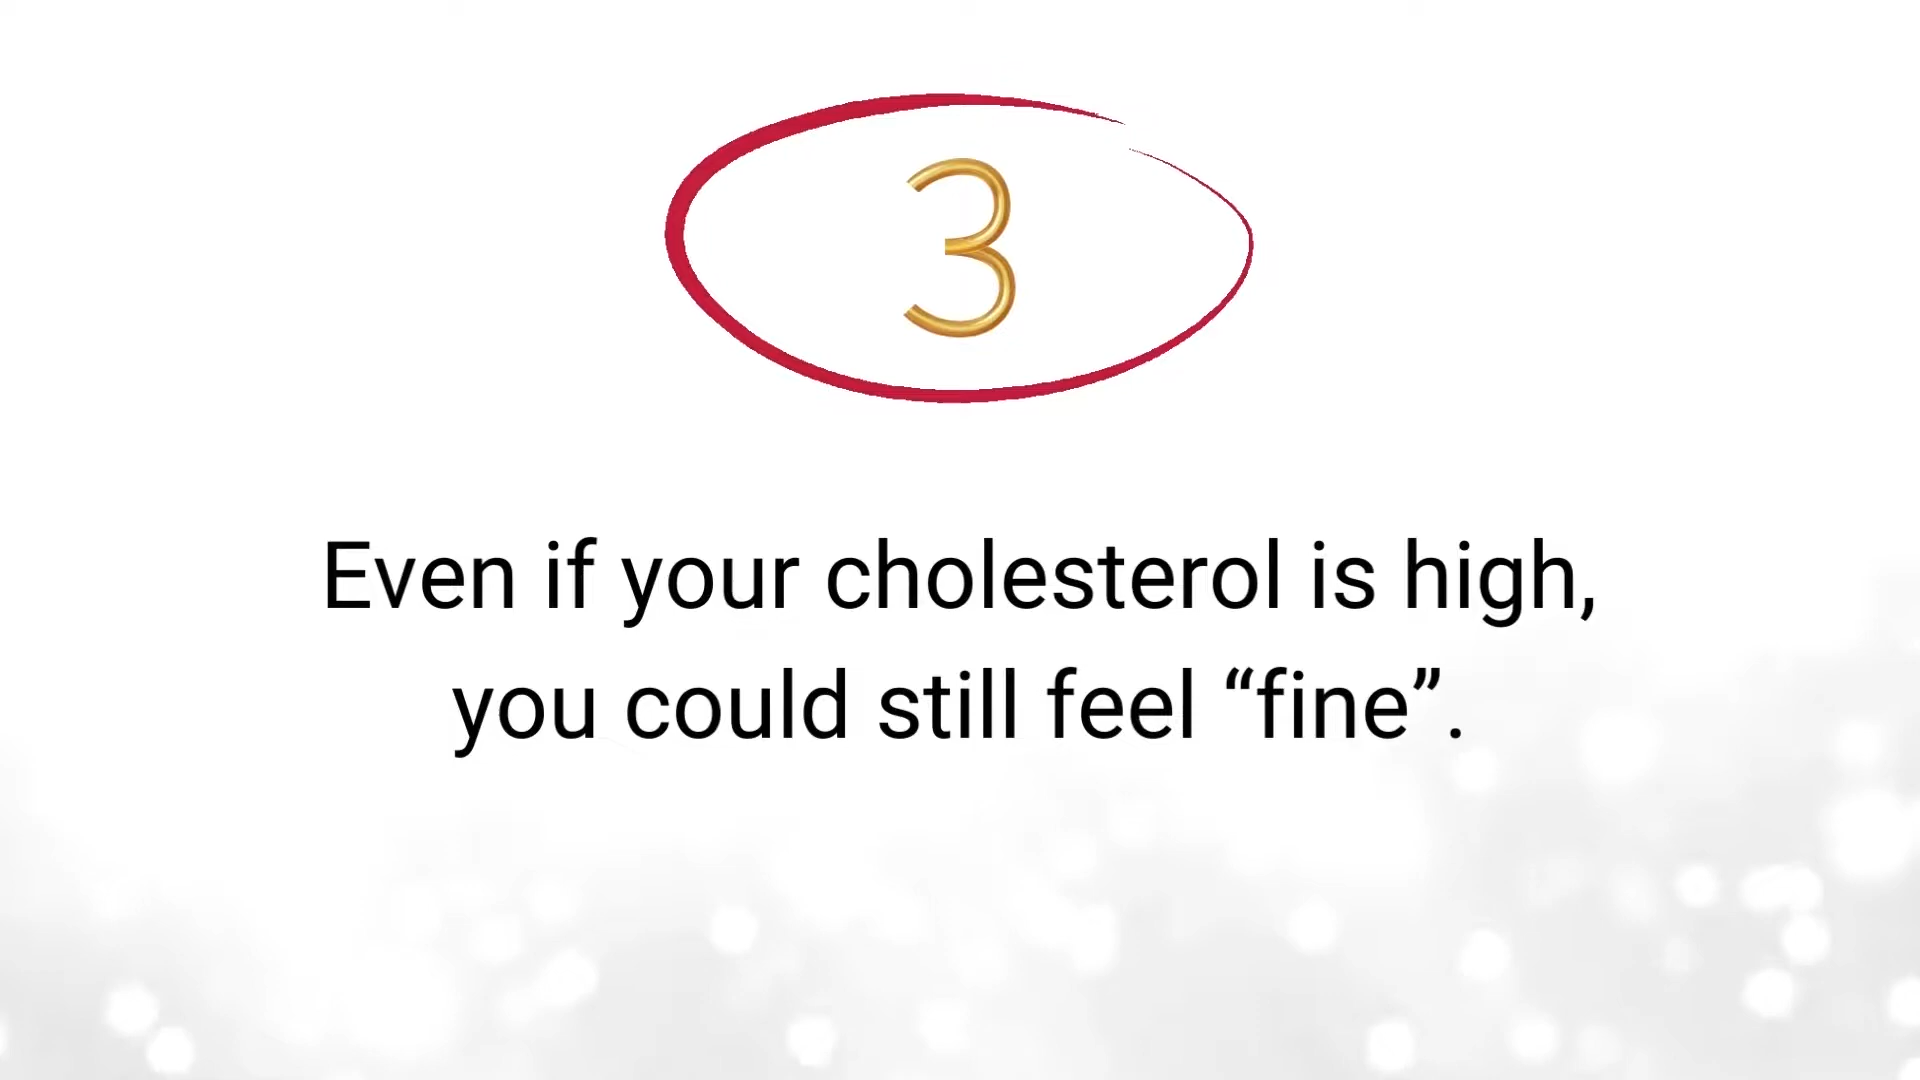 3
Even if your cholesterol is high,
you could still feel “fine”.